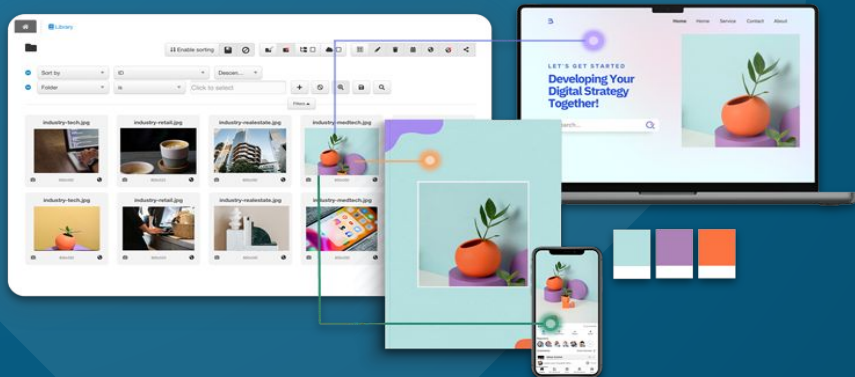 Library
Enable sorting
Sort by
ID
Descen...
Folder
is
Click to select
Filters
industry-tech.jpg
industry-retail.jpg
industry-realestate.jpg
industry-medtech.jpg
industry-tech.jpg
industry-retail.jpg
industry-realestate.jpg
industry-medtech.jpg
B
Home
Home
Service
Contact
About
LET'S GET STARTED
Developing Your
Digital Strategy
Together!